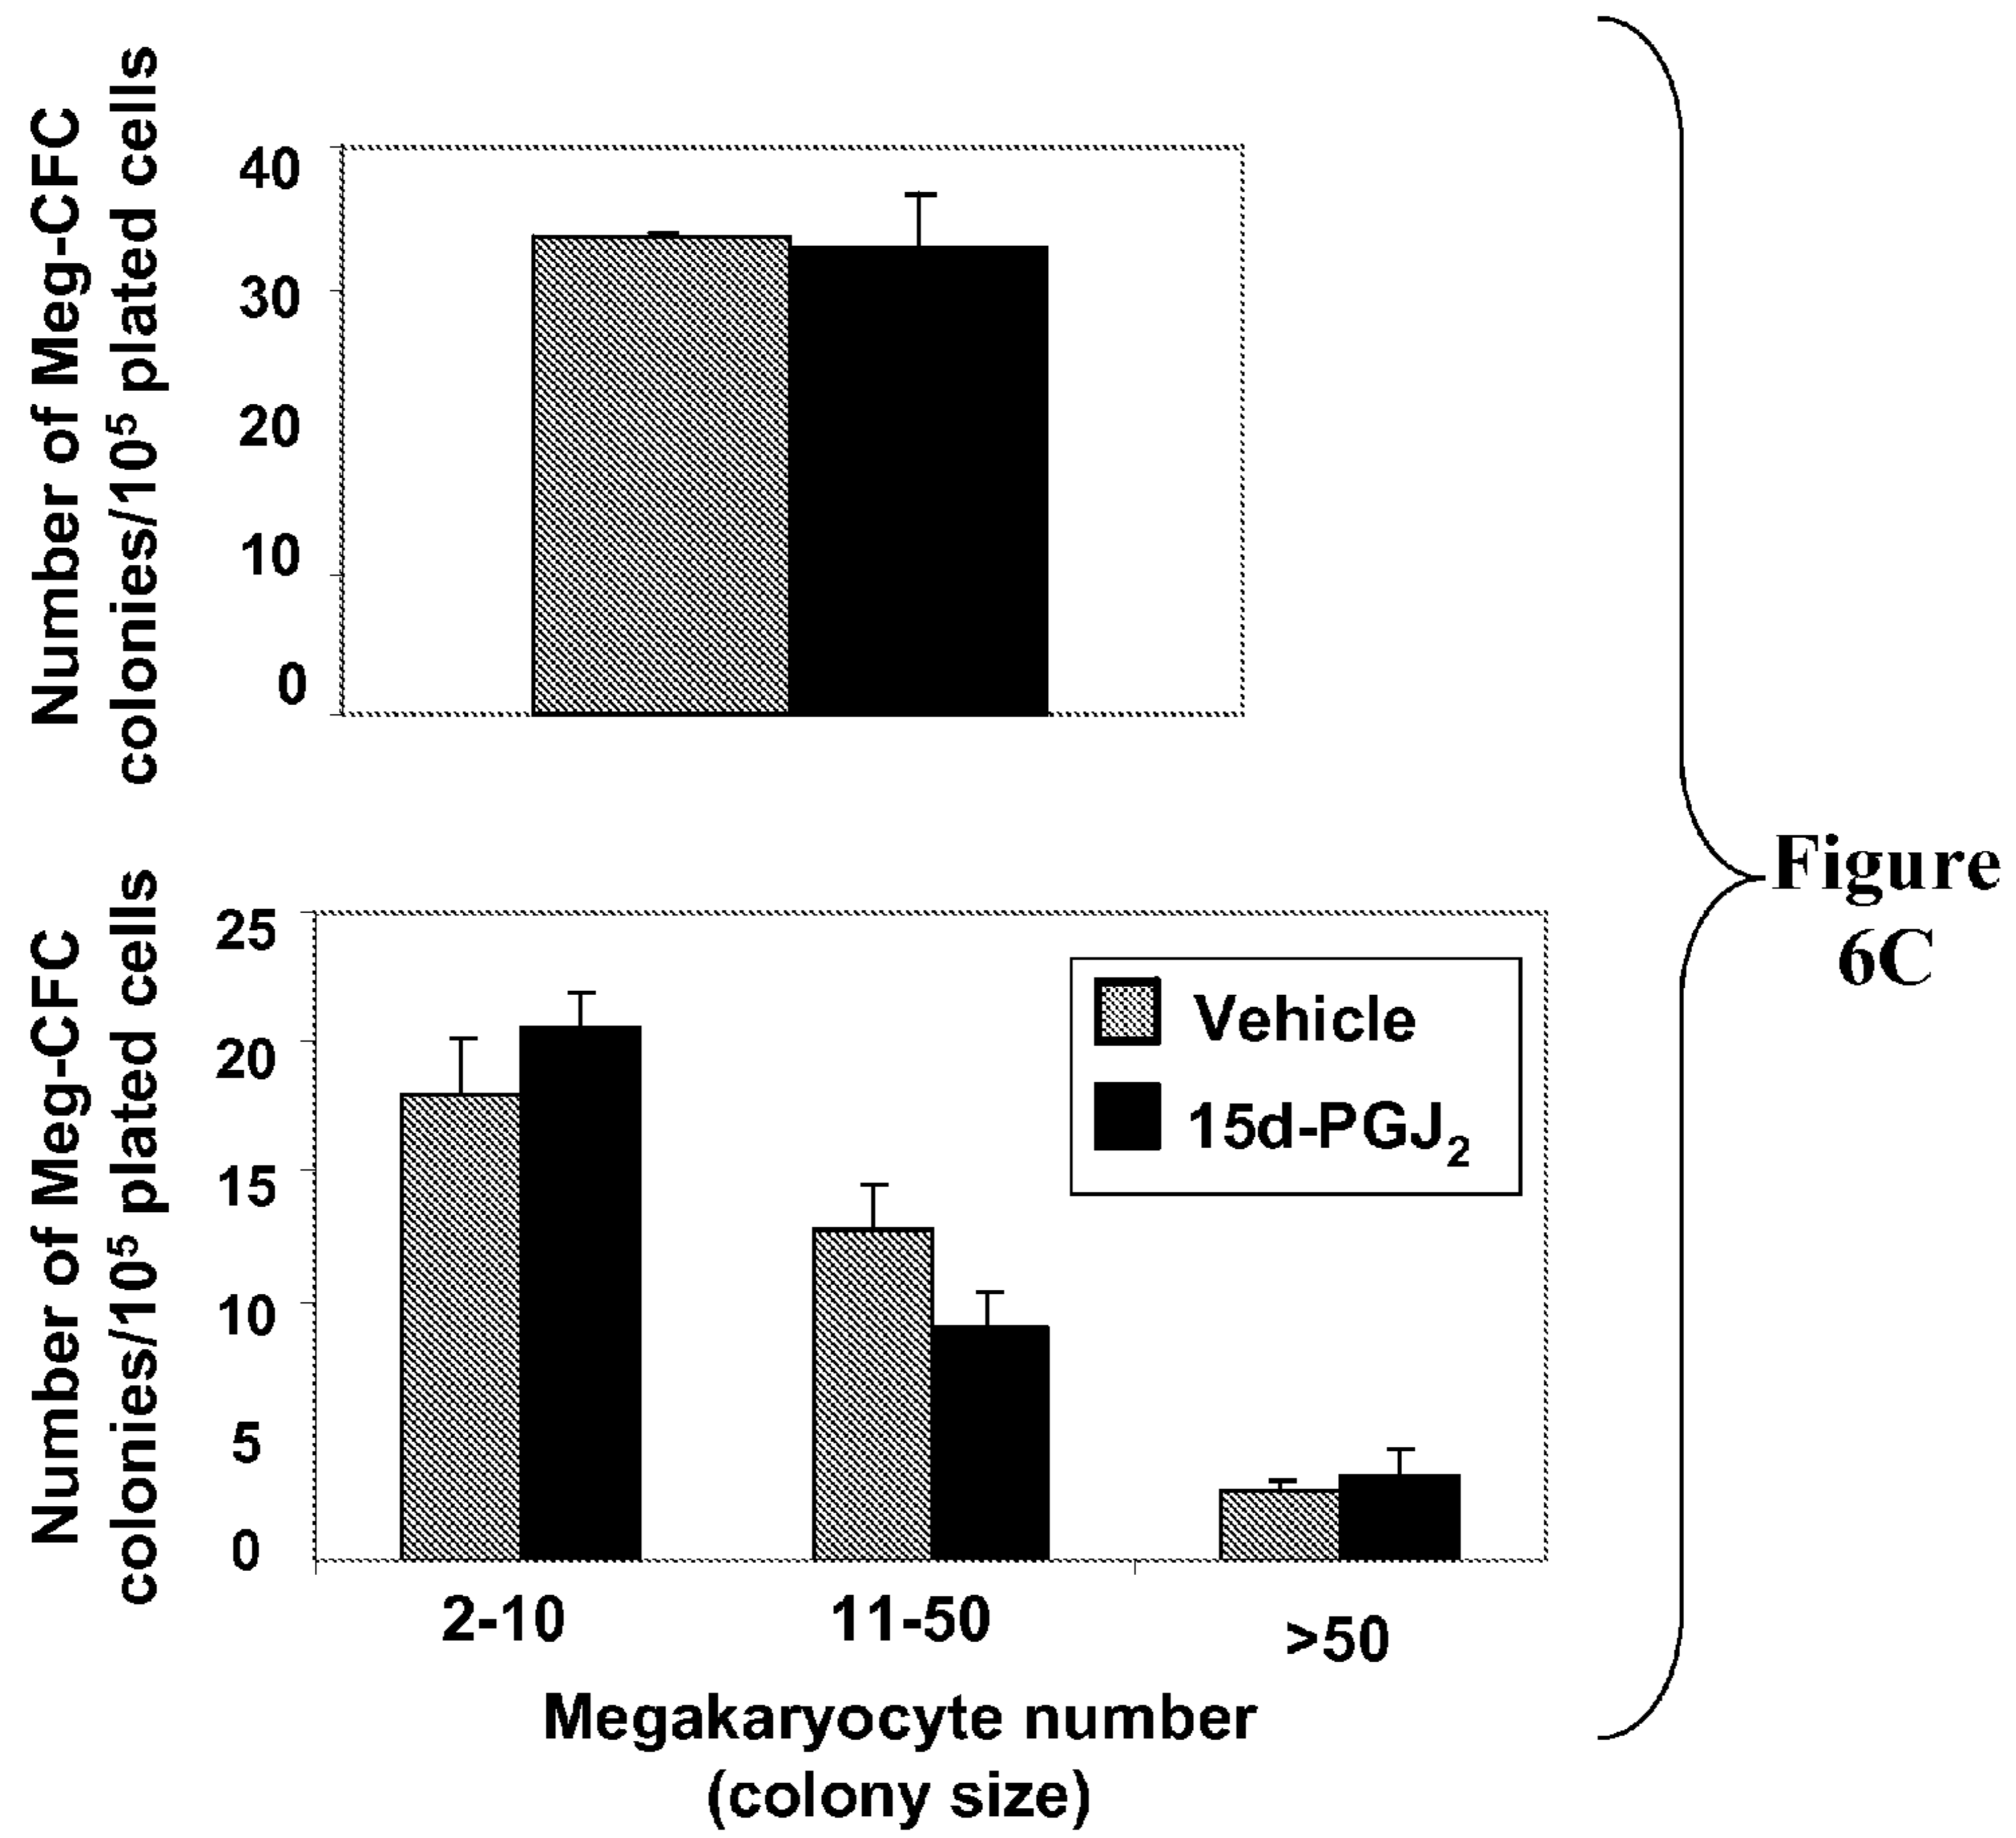 Number of Meg-CFC
colonies/10⁵ plated cells
40
30
20
10
0
Number of Meg-CFC
colonies/10⁵ plated cells
25
20
15
10
5
0
Vehicle
15d-PGJ₂
2-10
11-50
>50
Megakaryocyte number
(colony size)
Figure
6C